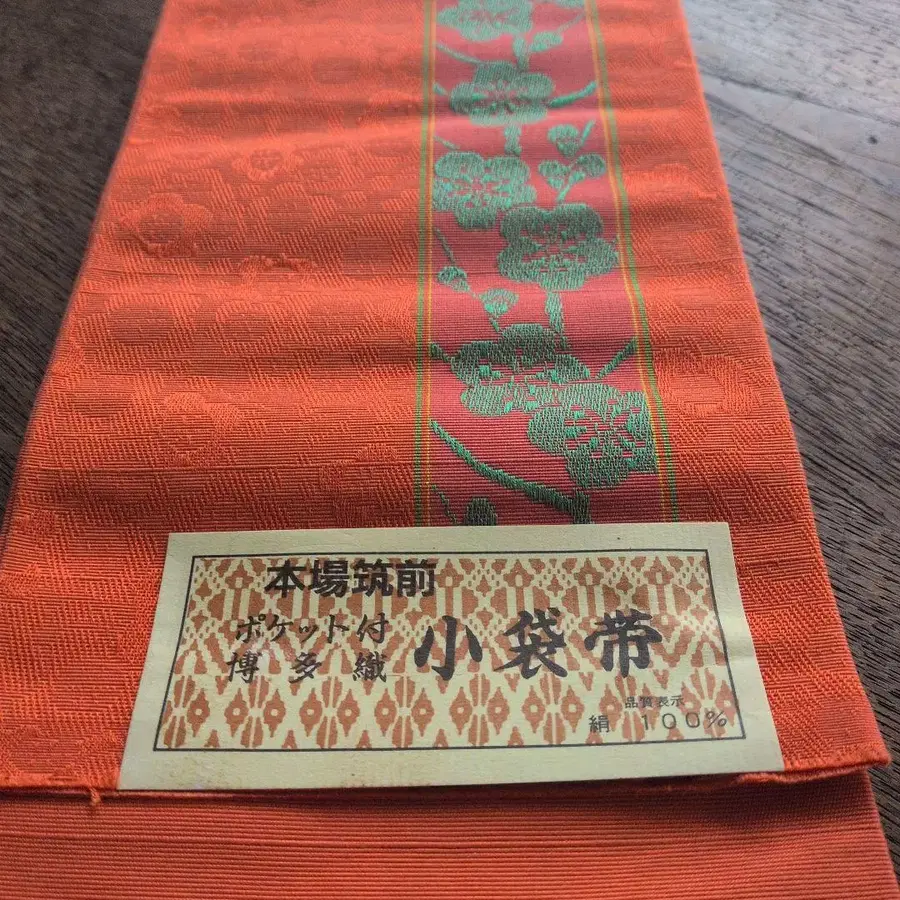 本場筑前
ポケット付
博多織
小袋帯
品質表示
絹 100%